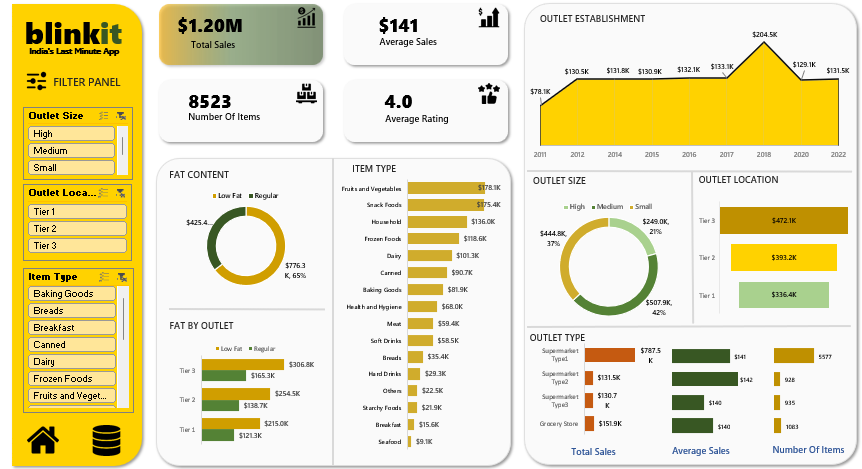 blinkit
India's Last Minute App
FILTER PANEL
Outlet Size
High
Medium
Small
Outlet Loca...
Tier 1
Tier 2
Tier 3
Item Type
Baking Goods
Breads
Breakfast
Canned
Dairy
Frozen Foods
Fruits and Veget...
$1.20M
Total Sales
$141
Average Sales
8523
Number Of Items
4.0
Average Rating
FAT CONTENT
Low Fat Regular
$425.4...
$776.3
K, 65%
FAT BY OUTLET
Low Fat Regular
Tier 3 $306.8K
$165.3K
Tier 2 $254.5K
$138.7K
Tier 1 $215.0K
$121.3K
ITEM TYPE
Fruits and Vegetables $178.1K
Snack Foods $175.4K
Household $136.0K
Frozen Foods $118.6K
Dairy $101.3K
Canned $90.7K
Baking Goods $81.9K
Health and Hygiene $68.0K
Meat $59.4K
Soft Drinks $58.5K
Breads $35.4K
Hard Drinks $29.3K
Others $22.5K
Starchy Foods $21.9K
Breakfast $15.6K
Seafood $9.1K
OUTLET ESTABLISHMENT
$78.1K $130.5K $131.8K $130.9K $132.1K $133.1K $204.5K $129.1K $131.5K
2011 2012 2014 2015 2016 2017 2018 2020 2022
OUTLET SIZE
High Medium Small
$249.0K,
21%
$444.8K,
37%
$507.9K,
42%
OUTLET LOCATION
Tier 3 $472.1K
Tier 2 $393.2K
Tier 1 $336.4K
OUTLET TYPE
Supermarket
Type1
$787.5
K
$141
5577
Supermarket
Type2
$131.5K
$142
928
Supermarket
Type3
$130.7
K
$140
935
Grocery Store
$151.9K
$140
1083
Total Sales
Average Sales
Number Of Items